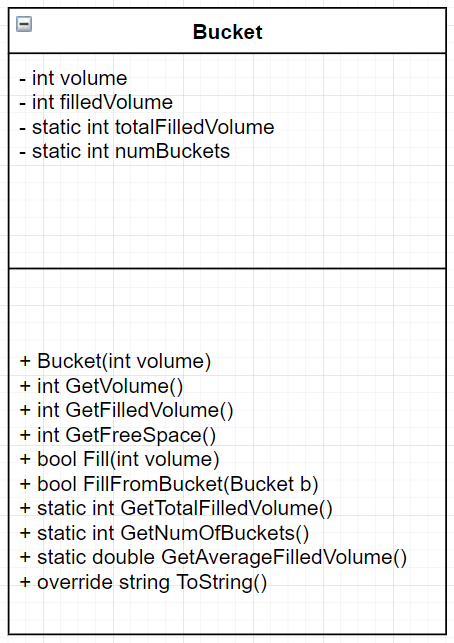 Bucket
- int volume
- int filledVolume
- static int totalFilledVolume
- static int numBuckets
+ Bucket(int volume)
+ int GetVolume()
+ int GetFilledVolume()
+ int GetFreeSpace()
+ bool Fill(int volume)
+ bool FillFromBucket(Bucket b)
+ static int GetTotalFilledVolume()
+ static int GetNumOfBuckets()
+ static double GetAverageFilledVolume()
+ override string ToString()